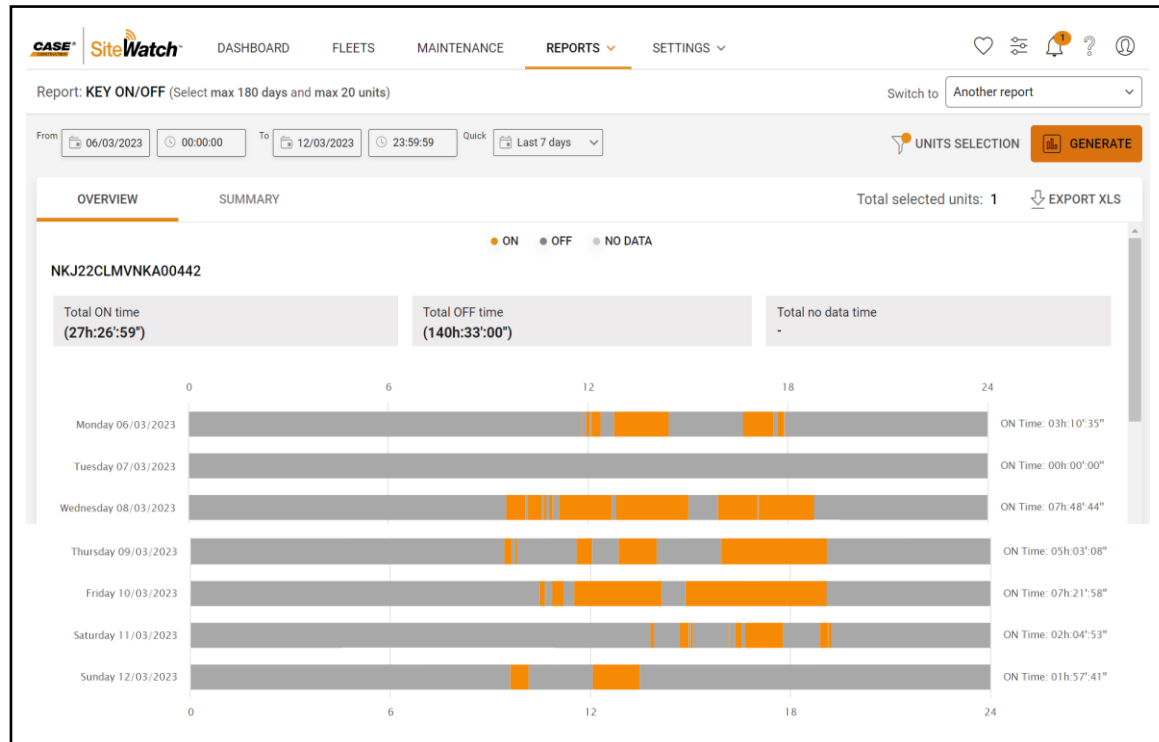 CASE CONSTRUCTION SiteWatch™ DASHBOARD FLEETS MAINTENANCE REPORTS SETTINGS 1 ?
Report: KEY ON/OFF (Select max 180 days and max 20 units) Switch to Another report
From 06/03/2023 00:00:00 To 12/03/2023 23:59:59 Quick Last 7 days UNITS SELECTION GENERATE
OVERVIEW SUMMARY Total selected units: 1 EXPORT XLS
ON OFF NO DATA
NKJ22CLMVNKA00442
Total ON time Total OFF time Total no data time
(27h:26':59") (140h:33':00") -
0 6 12 18 24
Monday 06/03/2023 ON Time: 03h:10':35"
Tuesday 07/03/2023 ON Time: 00h:00':00"
Wednesday 08/03/2023 ON Time: 07h:48':44"
Thursday 09/03/2023 ON Time: 05h:03':08"
Friday 10/03/2023 ON Time: 07h:21':58"
Saturday 11/03/2023 ON Time: 02h:04':53"
Sunday 12/03/2023 ON Time: 01h:57':41"
0 6 12 18 24